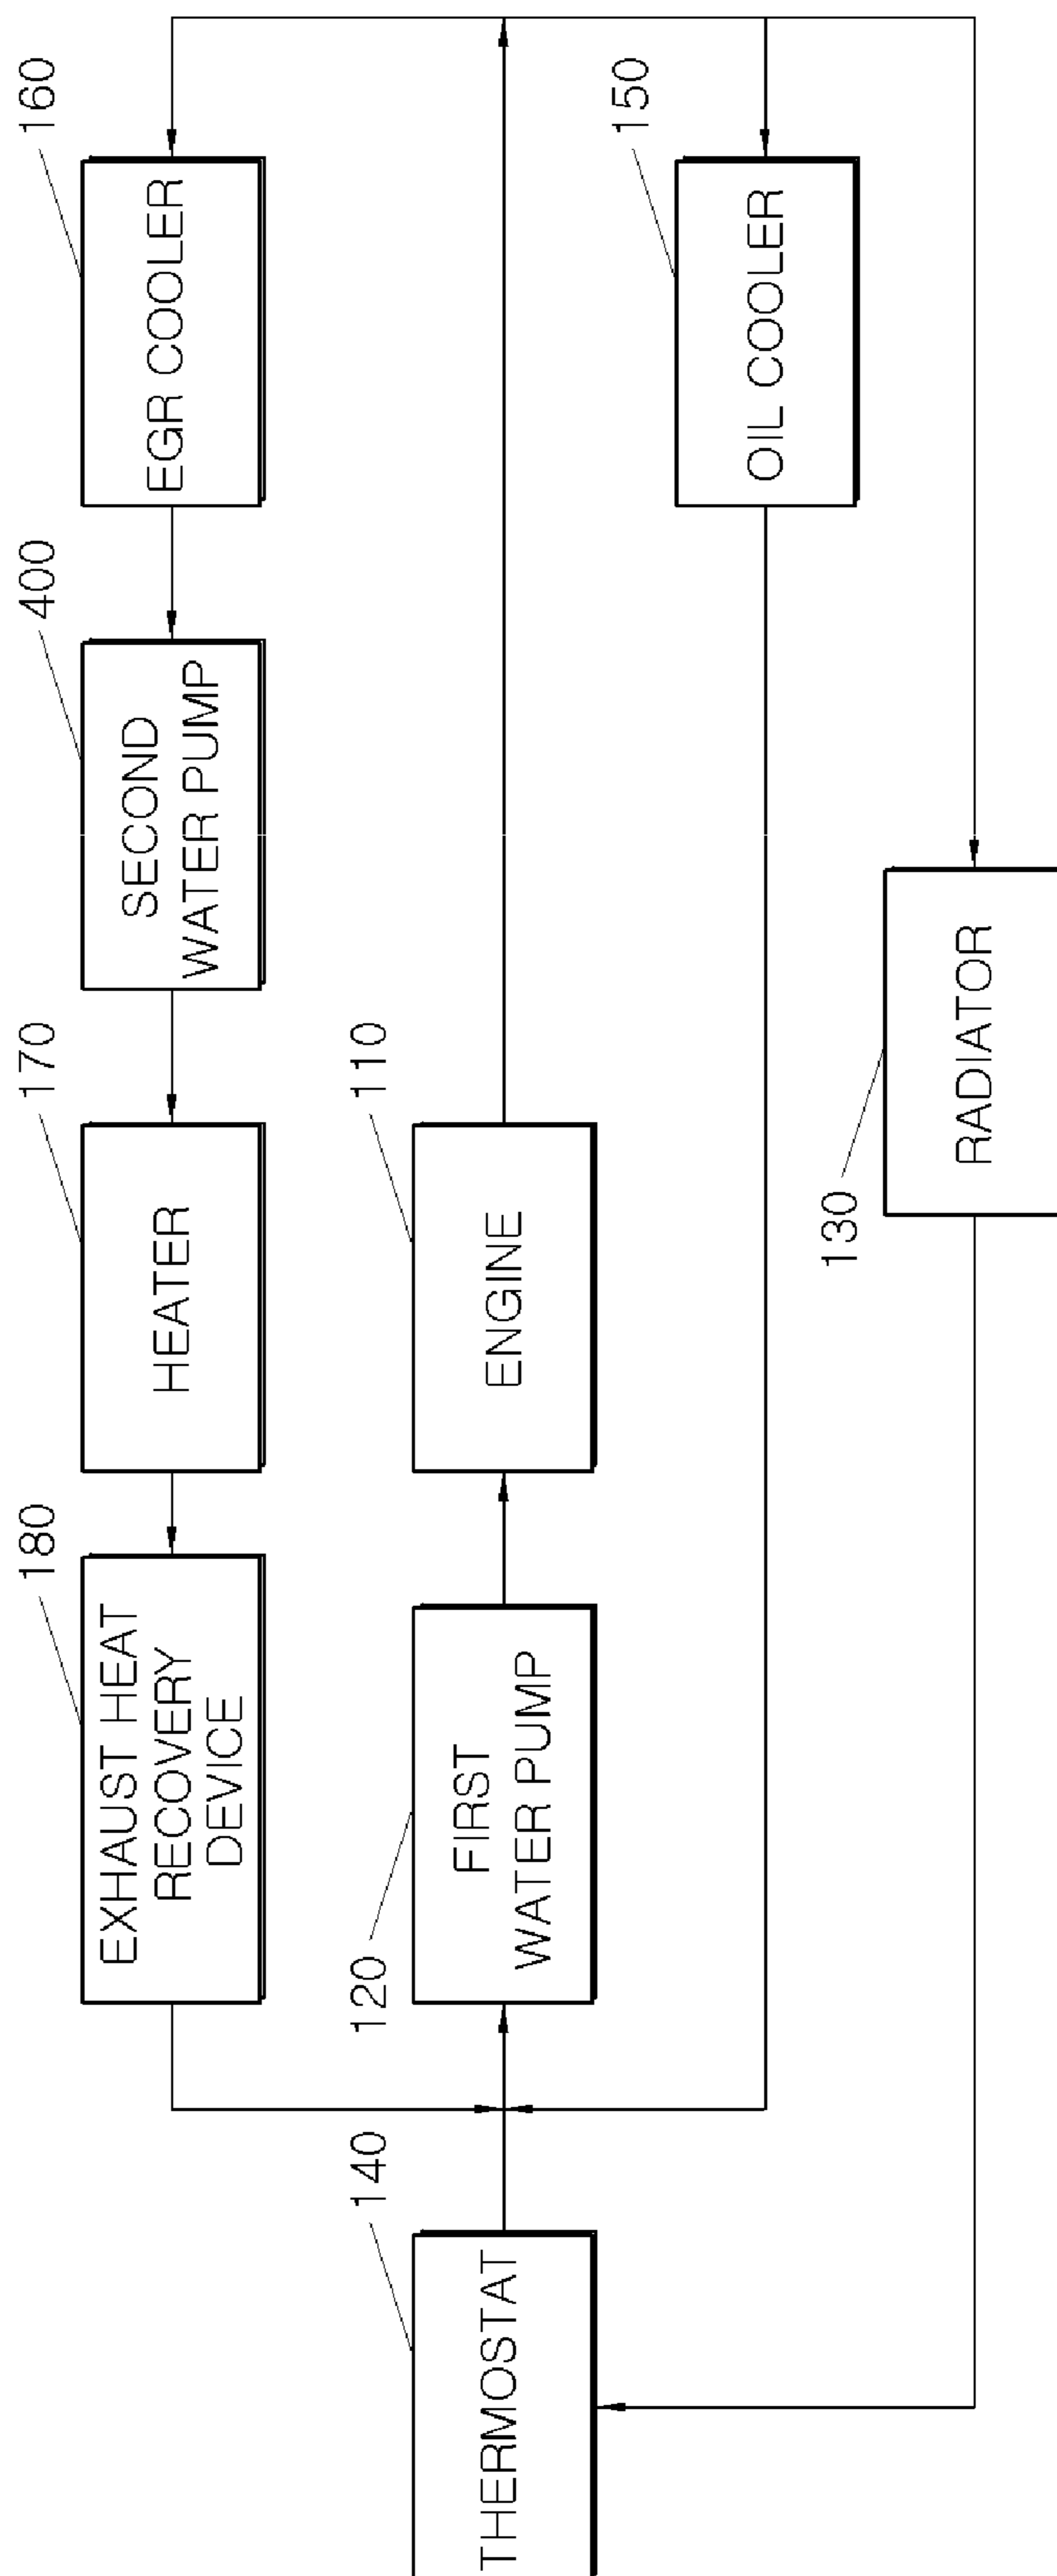 180
EXHAUST HEAT
RECOVERY
DEVICE
170
HEATER
400
SECOND
WATER PUMP
160
EGR COOLER
140
THERMOSTAT
120
FIRST
WATER PUMP
110
ENGINE
150
OIL COOLER
130
RADIATOR